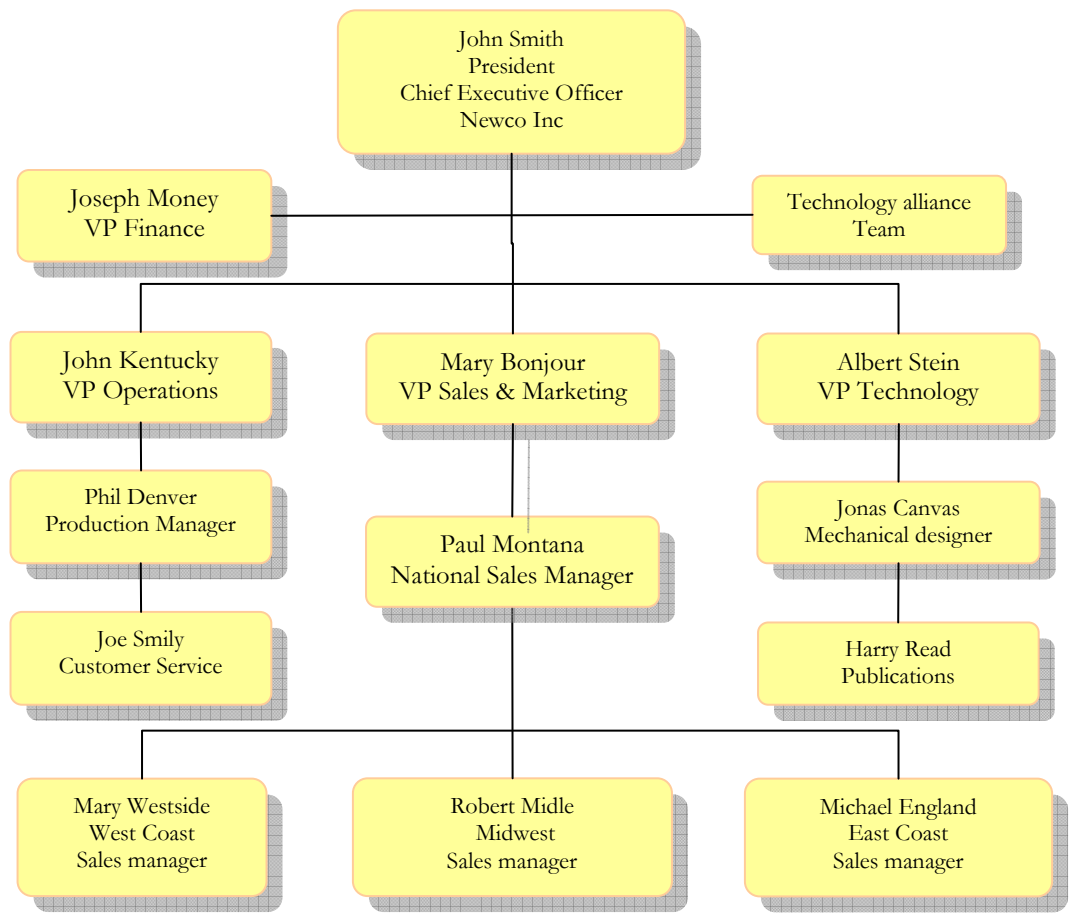 John Smith
President
Chief Executive Officer
Newco Inc
Joseph Money
VP Finance
Technology alliance
Team
John Kentucky
VP Operations
Mary Bonjour
VP Sales & Marketing
Albert Stein
VP Technology
Phil Denver
Production Manager
Paul Montana
National Sales Manager
Jonas Canvas
Mechanical designer
Joe Smily
Customer Service
Harry Read
Publications
Mary Westside
West Coast
Sales manager
Robert Midle
Midwest
Sales manager
Michael England
East Coast
Sales manager